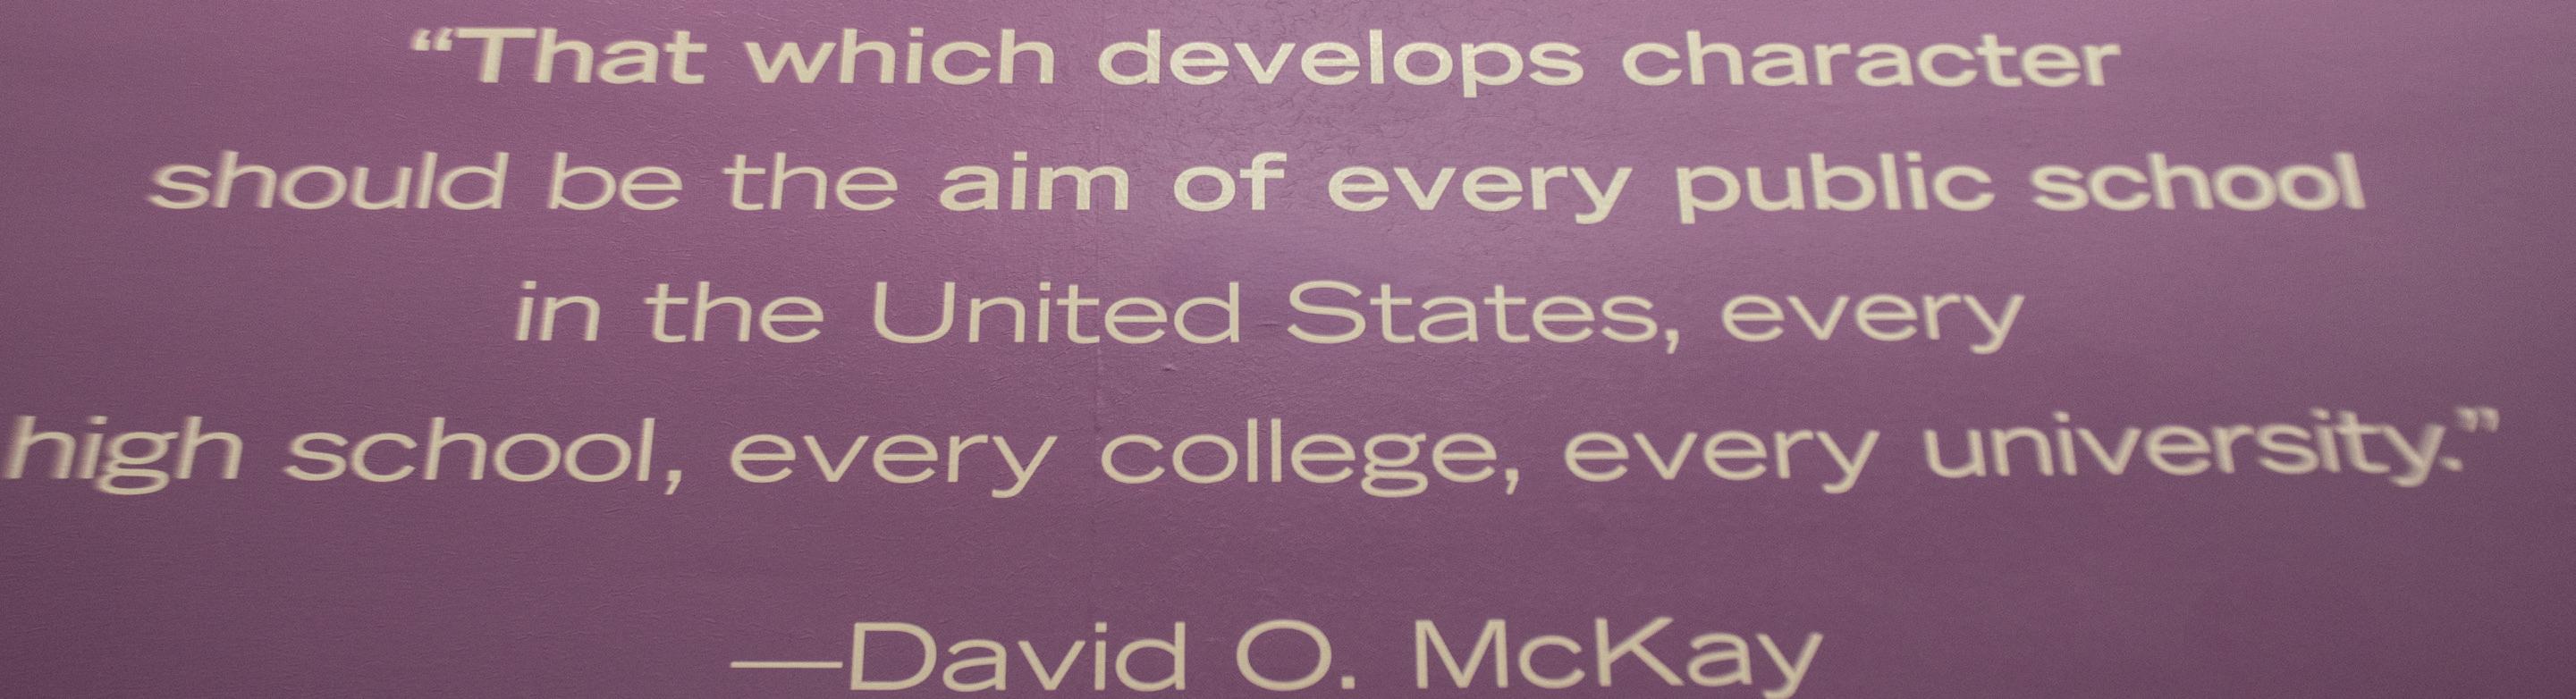 “That which develops character
should be the aim of every public school
in the United States, every
high school, every college, every university.”
—David O. McKay